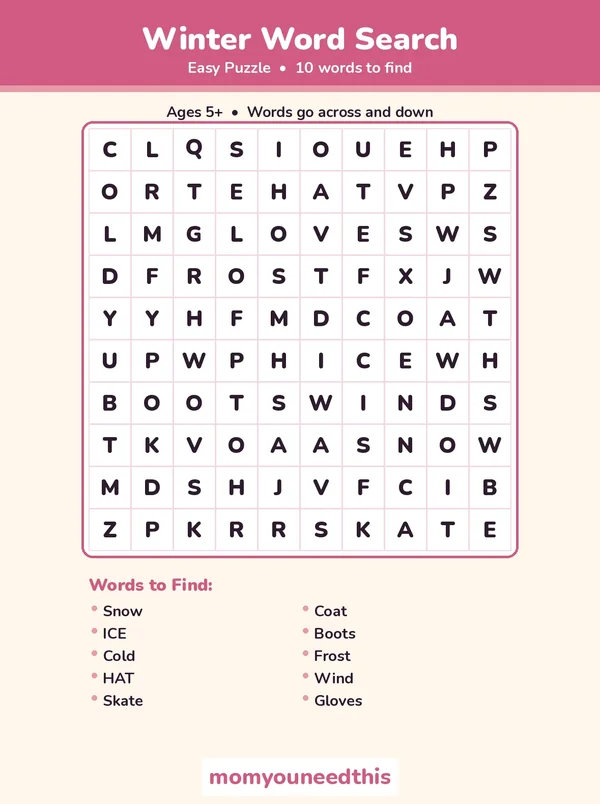 Winter Word Search
Easy Puzzle • 10 words to find
Ages 5+ • Words go across and down
C L Q S I O U E H P
O R T E H A T V P Z
L M G L O V E S W S
D F R O S T F X J W
Y Y H F M D C O A T
U P W P H I C E W H
B O O T S W I N D S
T K V O A A S N O W
M D S H J V F C I B
Z P K R R S K A T E
Words to Find:
• Snow
• ICE
• Cold
• HAT
• Skate
• Coat
• Boots
• Frost
• Wind
• Gloves
momyouneedthis